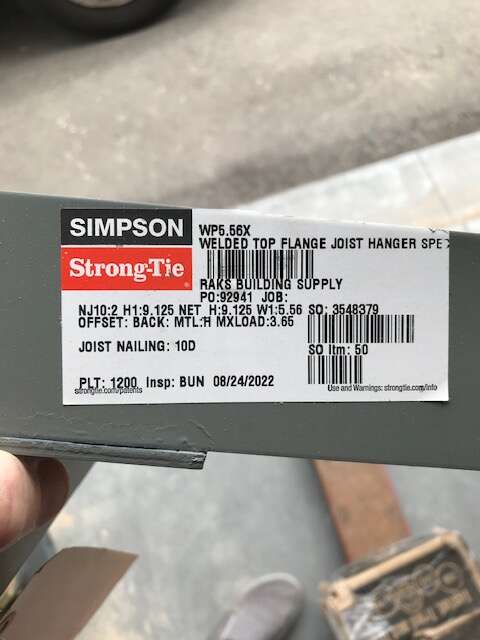 SIMPSON
Strong-Tie
WP5.56X
WELDED TOP FLANGE JOIST HANGER SPE
RAKS BUILDING SUPPLY
PO:92941 JOB:
NJ10:2 H1:9.125 NET H:9.125 W1:5.56 SO: 3548379
OFFSET: BACK: MTL:H MXLOAD:3.65
JOIST NAILING: 10D
SO Itm: 50
PLT: 1200 Insp: BUN 08/24/2022
strongtie.com/patents
Use and Warnings: strongtie.com/info